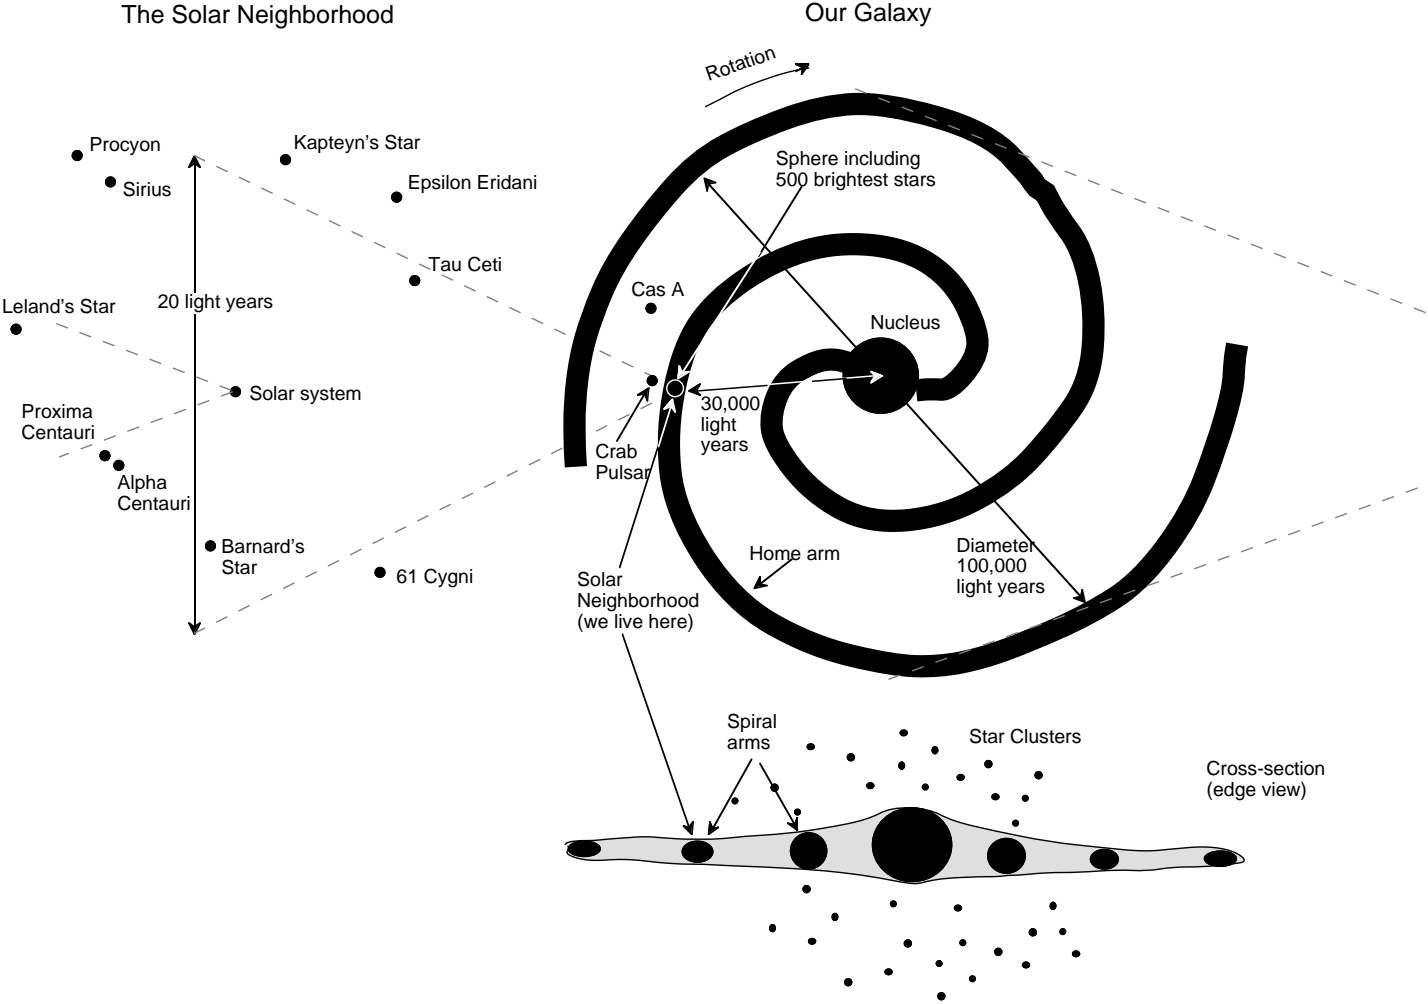 The Solar Neighborhood
Our Galaxy
Rotation
Procyon
Sirius
Kapteyn's Star
Epsilon Eridani
Tau Ceti
Leland's Star
20 light years
Solar system
Proxima
Centauri
Alpha
Centauri
Barnard's
Star
61 Cygni
Sphere including
500 brightest stars
Cas A
Nucleus
30,000
light
years
Crab
Pulsar
Home arm
Diameter
100,000
light years
Solar
Neighborhood
(we live here)
Spiral
arms
Star Clusters
Cross-section
(edge view)